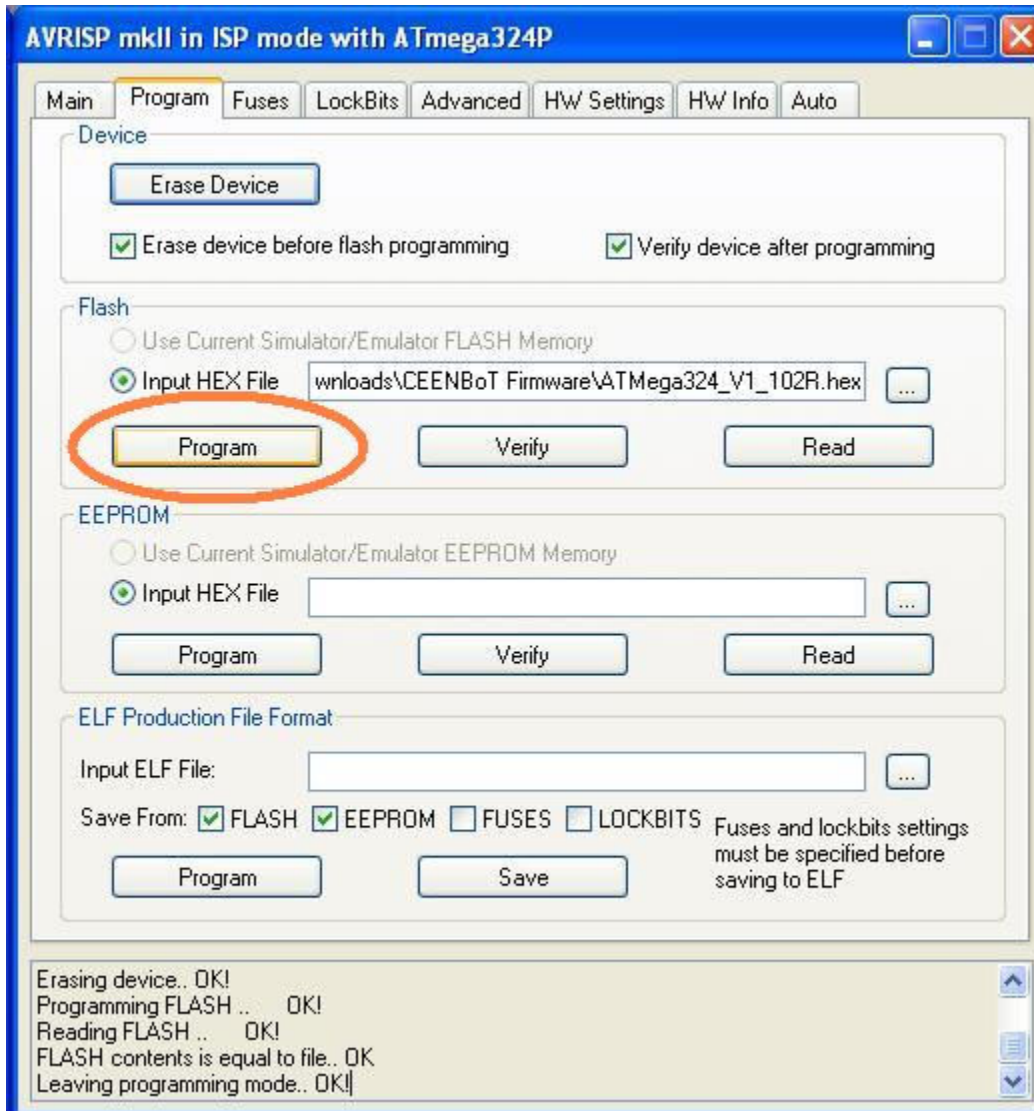 AVRISP mkII in ISP mode with ATmega324P
Main Program Fuses LockBits Advanced HW Settings HW Info Auto
Device
Erase Device
Erase device before flash programming Verify device after programming
Flash
Use Current Simulator/Emulator FLASH Memory
Input HEX File wnloads\CEENBoT Firmware\ATMega324_V1_102R.hex ...
Program Verify Read
EEPROM
Use Current Simulator/Emulator EEPROM Memory
Input HEX File ...
Program Verify Read
ELF Production File Format
Input ELF File: ...
Save From: FLASH EEPROM FUSES LOCKBITS Fuses and lockbits settings
must be specified before
Program Save saving to ELF
Erasing device.. OK!
Programming FLASH .. OK!
Reading FLASH .. OK!
FLASH contents is equal to file.. OK
Leaving programming mode.. OK!